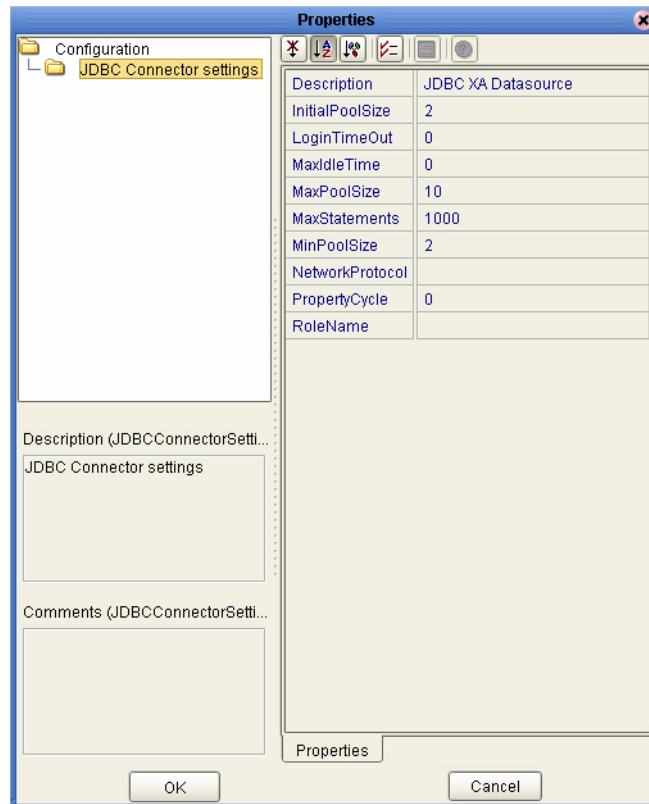 Properties
Configuration
JDBC Connector settings
Description JDBC XA Datasource
InitialPoolSize 2
LoginTimeOut 0
MaxIdleTime 0
MaxPoolSize 10
MaxStatements 1000
MinPoolSize 2
NetworkProtocol
PropertyCycle 0
RoleName
Description (JDBCConnectorSetti...
JDBC Connector settings
Comments (JDBCConnectorSetti...
Properties
OK Cancel